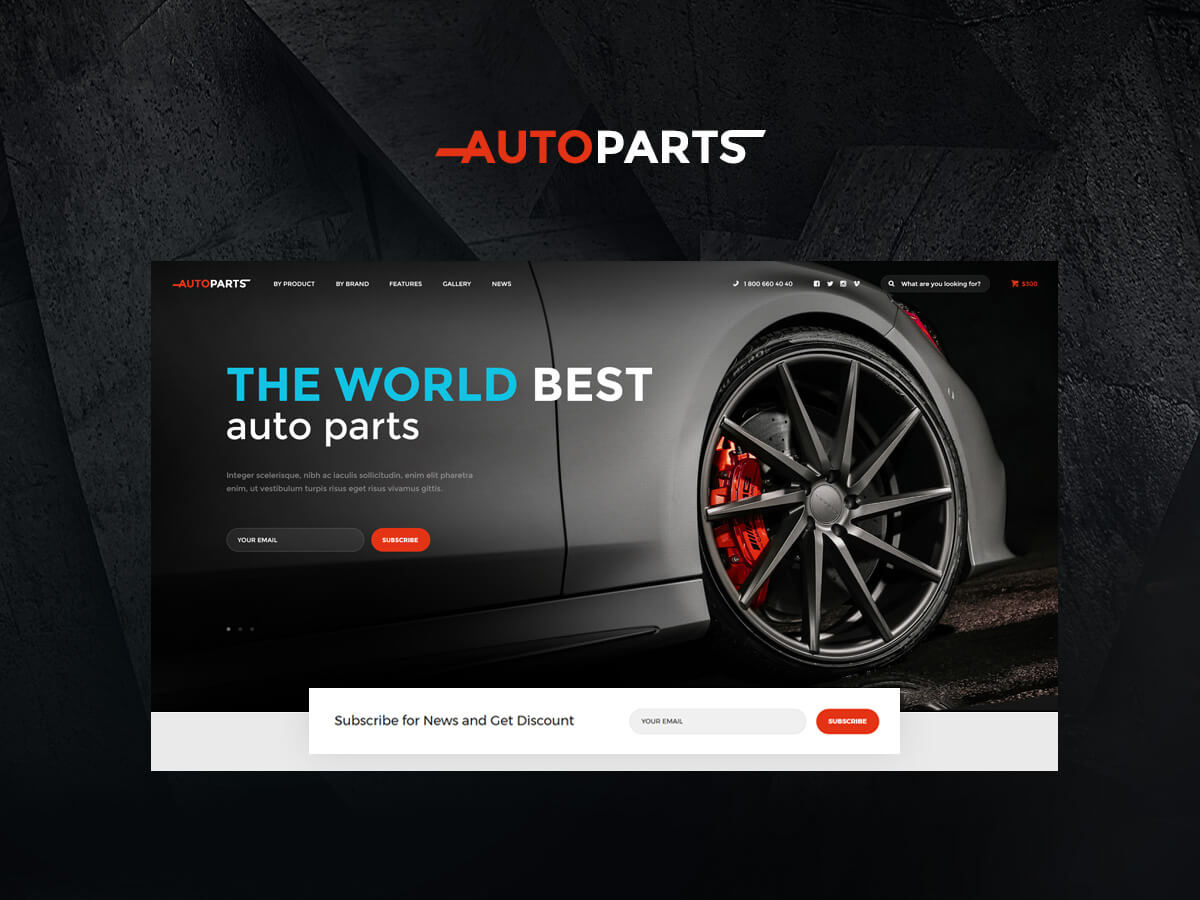 AUTOPARTS
AUTOPARTS BY PRODUCT BY BRAND FEATURES GALLERY NEWS 1 800 660 40 40 What are you looking for? $300
THE WORLD BEST
auto parts
Integer scelerisque, nibh ac iaculis sollicitudin, enim elit pharetra
enim, ut vestibulum turpis risus eget risus vivamus gittis.
YOUR EMAIL SUBSCRIBE
Subscribe for News and Get Discount YOUR EMAIL SUBSCRIBE